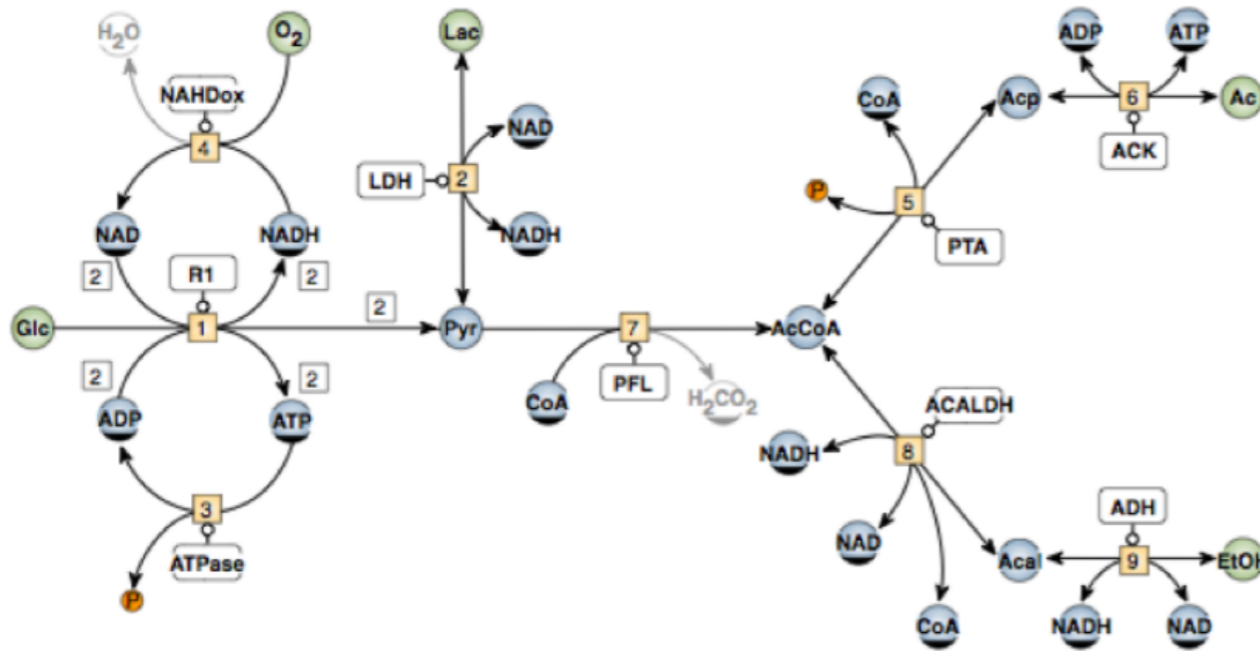 H2O
O2
Lac
ADP
ATP
NAHDox
CoA
Acp
6
Ac
4
NAD
ACK
LDH
2
5
P
NAD
NADH
NADH
PTA
2
R1
2
2
Glc
1
Pyr
7
AcCoA
2
2
PFL
CoA
H2CO2
ACALDH
ADP
ATP
NADH
8
3
ADH
NAD
ATPase
Acal
9
EtOH
P
CoA
NADH
NAD